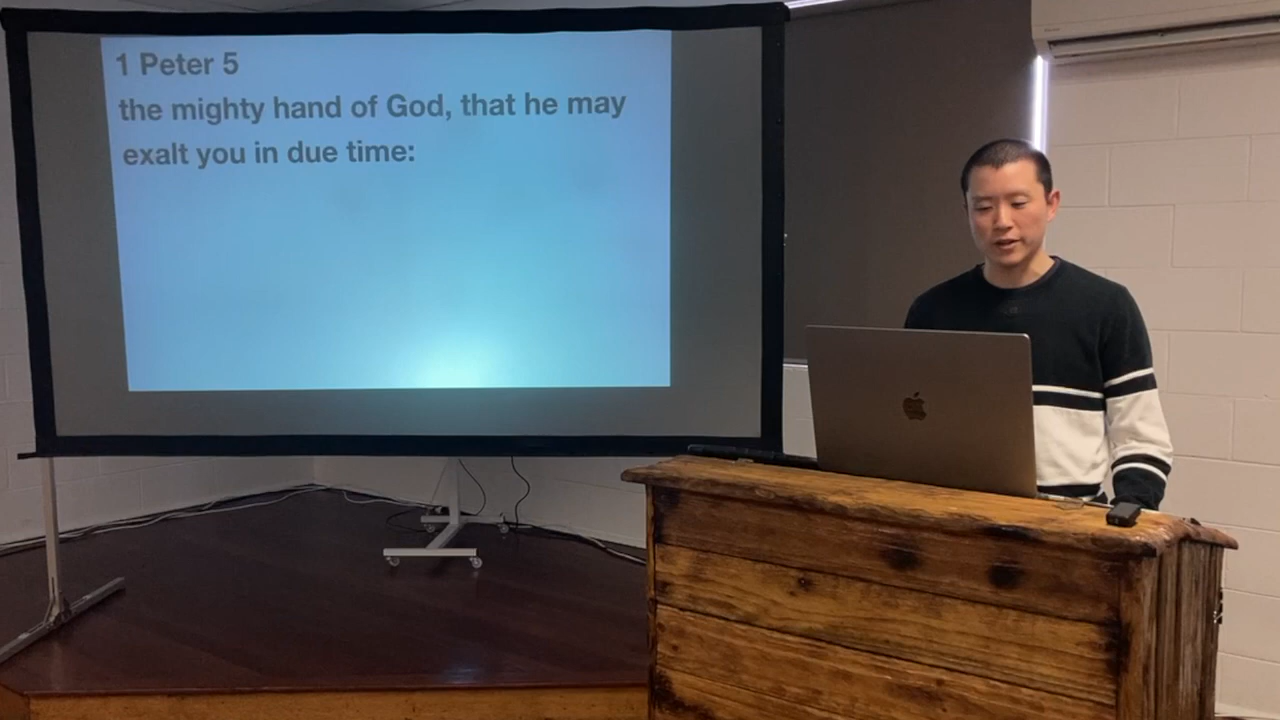 1 Peter 5
the mighty hand of God, that he may
exalt you in due time: